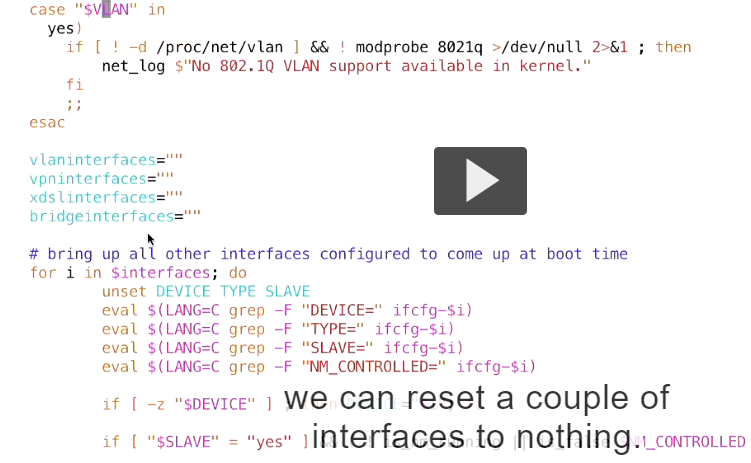 case "$VLAN" in
yes)
if [ ! -d /proc/net/vlan ] && ! modprobe 8021q >/dev/null 2>&1 ; then
net_log $"No 802.1Q VLAN support available in kernel."
fi
;;
esac
vlaninterfaces=""
vpninterfaces=""
xdslinterfaces=""
bridgeinterfaces=""
# bring up all other interfaces configured to come up at boot time
for i in $interfaces; do
unset DEVICE TYPE SLAVE
eval $(LANG=C grep -F "DEVICE=" ifcfg-$i)
eval $(LANG=C grep -F "TYPE=" ifcfg-$i)
eval $(LANG=C grep -F "SLAVE=" ifcfg-$i)
eval $(LANG=C grep -F "NM_CONTROLLED=" ifcfg-$i)
if [ -z "$DEVICE" ]
we can reset a couple of
interfaces to nothing.
if [ "$SLAVE" = "yes" ] || NM_CONTROLLED